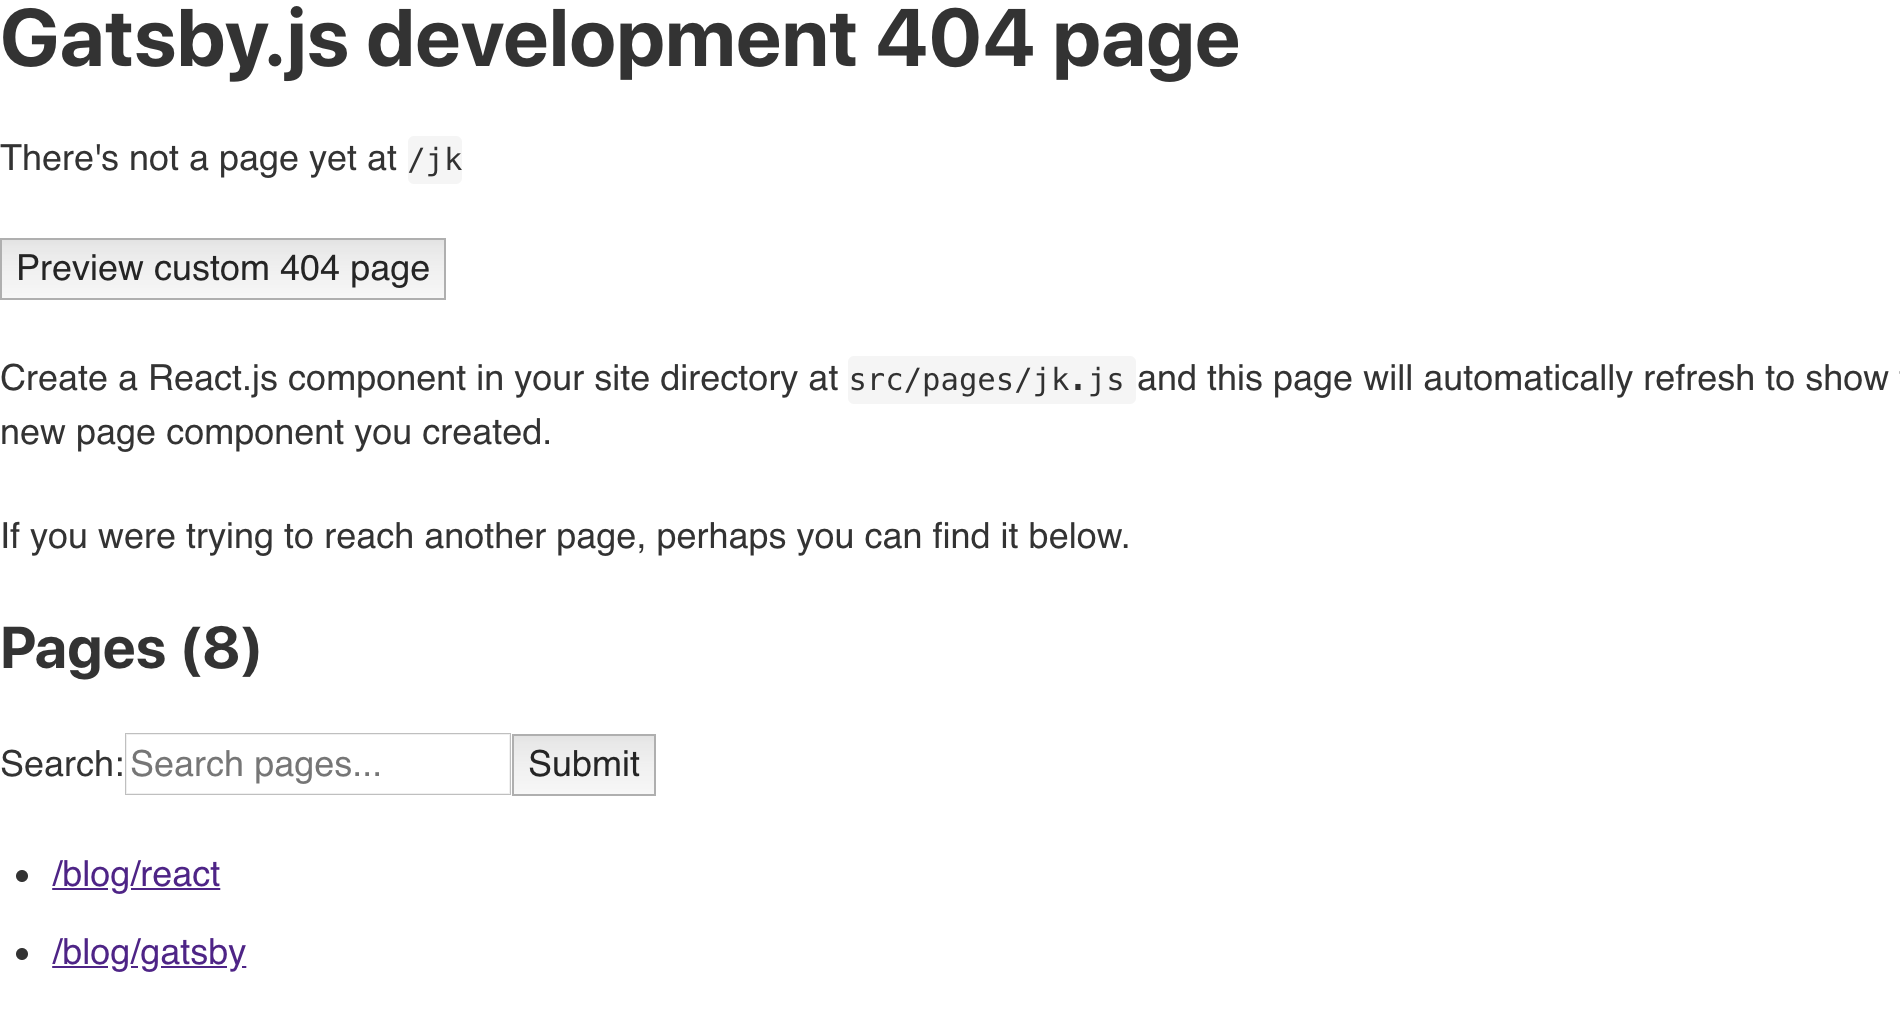 Gatsby.js development 404 page
There's not a page yet at /jk
Preview custom 404 page
Create a React.js component in your site directory at src/pages/jk.js and this page will automatically refresh to show
new page component you created.
If you were trying to reach another page, perhaps you can find it below.
Pages (8)
Search: Search pages... Submit
/blog/react
/blog/gatsby